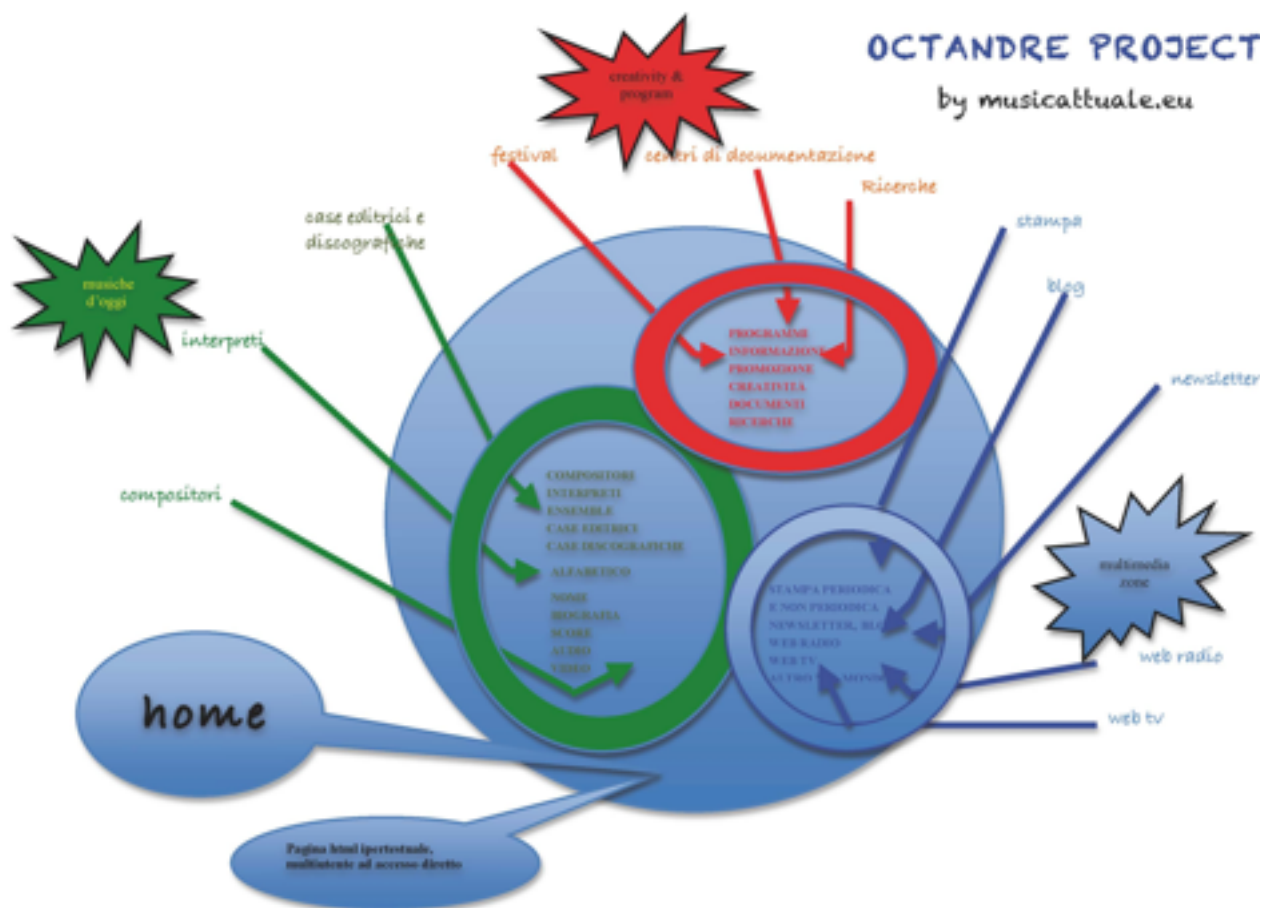 OCTANDRE PROJECT
by musicattuale.eu
creativity &
program
festival
centri di documentazione
Ricerche
case editrici e
discografiche
stampa
blog
musiche
d'oggi
interpreti
newsletter
compositori
PROGRAMMI
INFORMAZIONE
PROMOZIONE
CREATIVITÀ
DOCUMENTI
RICERCHE
COMPOSITORI
INTERPRETI
ENSEMBLE
CASE EDITRICI
CASE DISCOGRAFICHE
ALFABETICO
NOME
BIOGRAFIA
SCORE
AUDIO
VIDEO
STAMPA PERIODICA
E NON PERIODICA
NEWSLETTER,
WEB RADIO
WEB TV
multimedia
zone
web radio
web tv
home
Pagina html ipertestuale,
multiutente ad accesso diretto